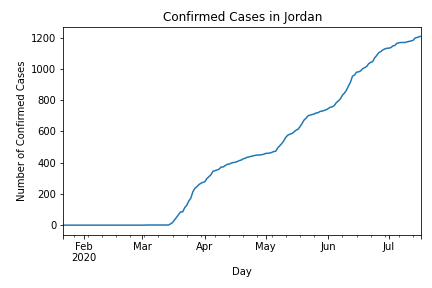 Confirmed Cases in Jordan
Number of Confirmed Cases
1200
1000
800
600
400
200
0
Feb Mar Apr May Jun Jul
2020
Day